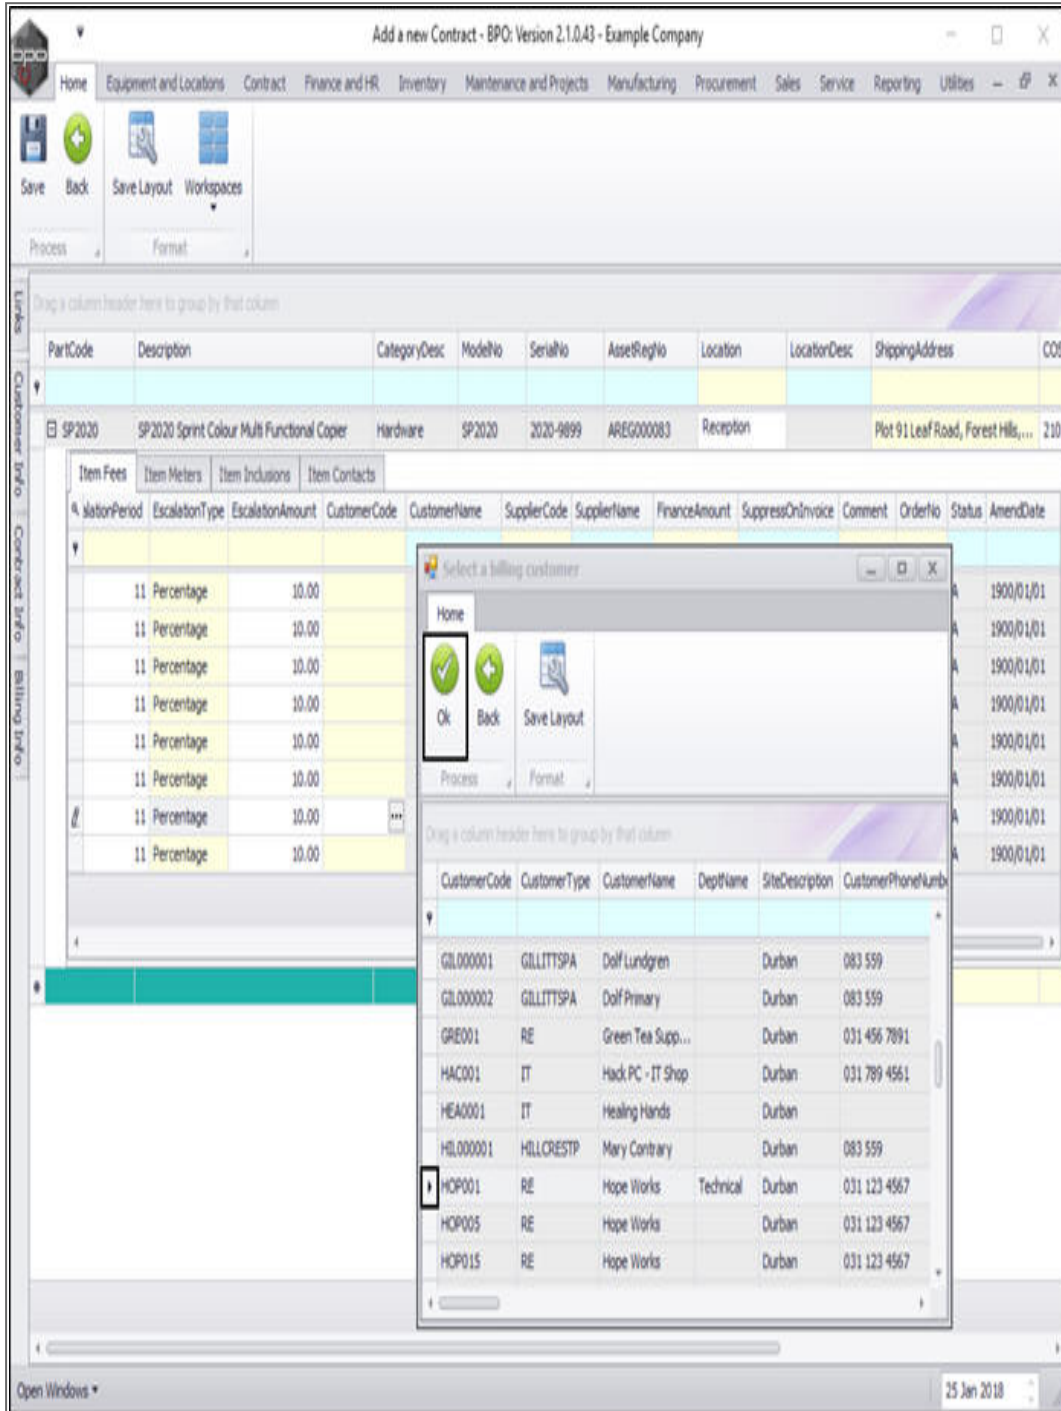 Add a new Contract - BPO: Version 2.1.0.43 - Example Company
Home Equipment and Locations Contract Finance and HR Inventory Maintenance and Projects Manufacturing Procurement Sales Service Reporting Utilities
Save Back Save Layout Workspaces
Process Format
Links
Customer Info
Contract Info
Billing Info
Drag a column header here to group by that column
PartCode Description CategoryDesc ModelNo SerialNo AssetRegNo Location LocationDesc ShippingAddress COS
SP2020 SP2020 Sprint Colour Multi Functional Copier Hardware SP2020 2020-9899 AREG000083 Reception Plot 91 Leaf Road, Forest Hills,... 210
Item Fees Item Meters Item Inclusions Item Contacts
alationPeriod EscalationType EscalationAmount CustomerCode CustomerName SupplierCode SupplierName FinanceAmount SuppressOnInvoice Comment OrderNo Status AmendDate
11 Percentage 10.00 A 1900/01/01
11 Percentage 10.00 A 1900/01/01
11 Percentage 10.00 A 1900/01/01
11 Percentage 10.00 A 1900/01/01
11 Percentage 10.00 A 1900/01/01
11 Percentage 10.00 A 1900/01/01
11 Percentage 10.00 ... A 1900/01/01
11 Percentage 10.00 A 1900/01/01
Select a billing customer
Home
Ok Back Save Layout
Process Format
Drag a column header here to group by that column
CustomerCode CustomerType CustomerName DeptName SiteDescription CustomerPhoneNumb
GIL000001 GILLITTSPA Dolf Lundgren Durban 083 559
GIL000002 GILLITTSPA Dolf Primary Durban 083 559
GRE001 RE Green Tea Supp... Durban 031 456 7891
HAC001 IT Hack PC - IT Shop Durban 031 789 4561
HEA0001 IT Healing Hands Durban
HIL000001 HILLCRESTP Mary Contrary Durban 083 559
HOP001 RE Hope Works Technical Durban 031 123 4567
HOP005 RE Hope Works Durban 031 123 4567
HOP015 RE Hope Works Durban 031 123 4567
Open Windows 25 Jan 2018